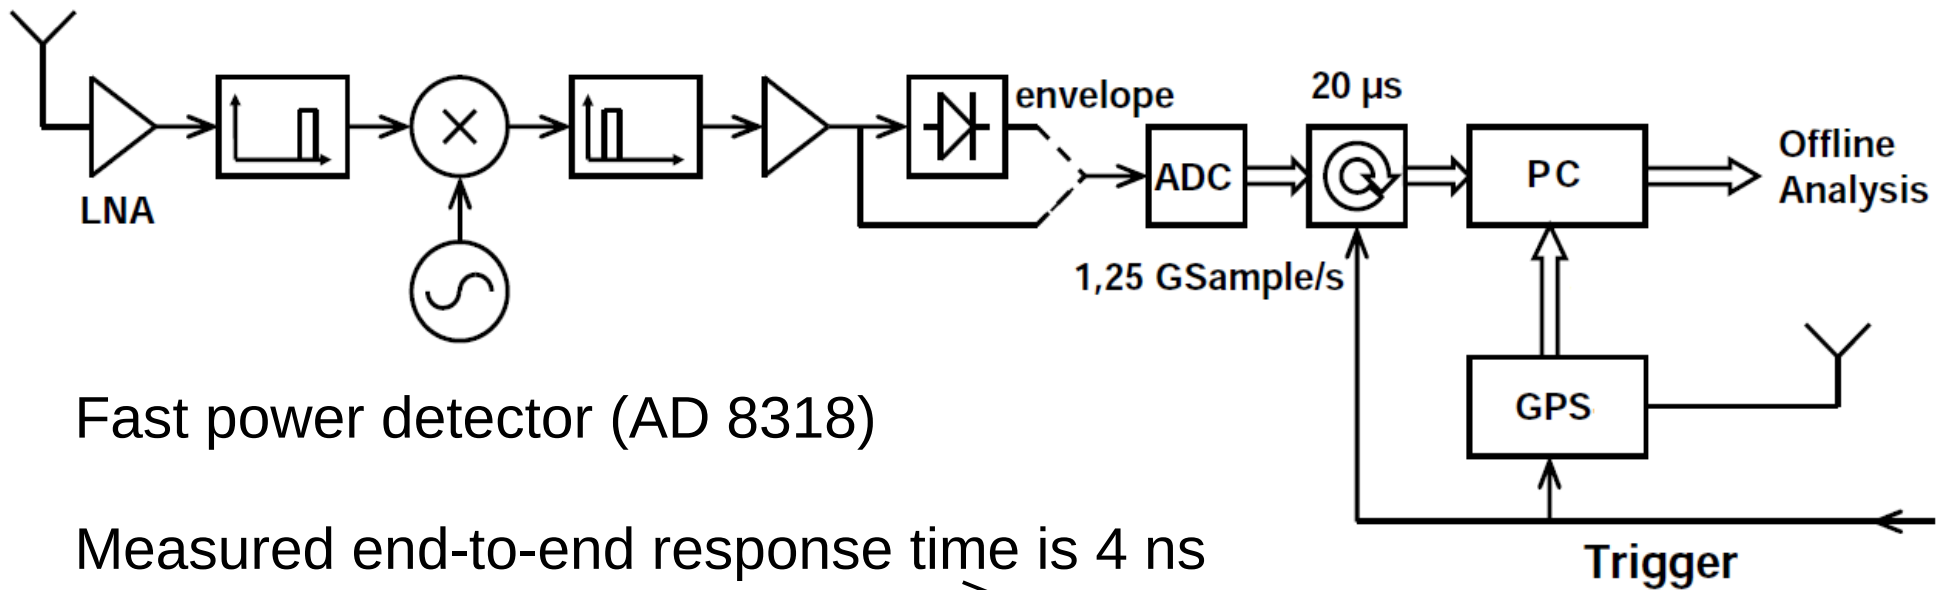 envelope
20 µs
LNA
ADC
PC
Offline
Analysis
1,25 GSample/s
GPS
Fast power detector (AD 8318)
Measured end-to-end response time is 4 ns
Trigger